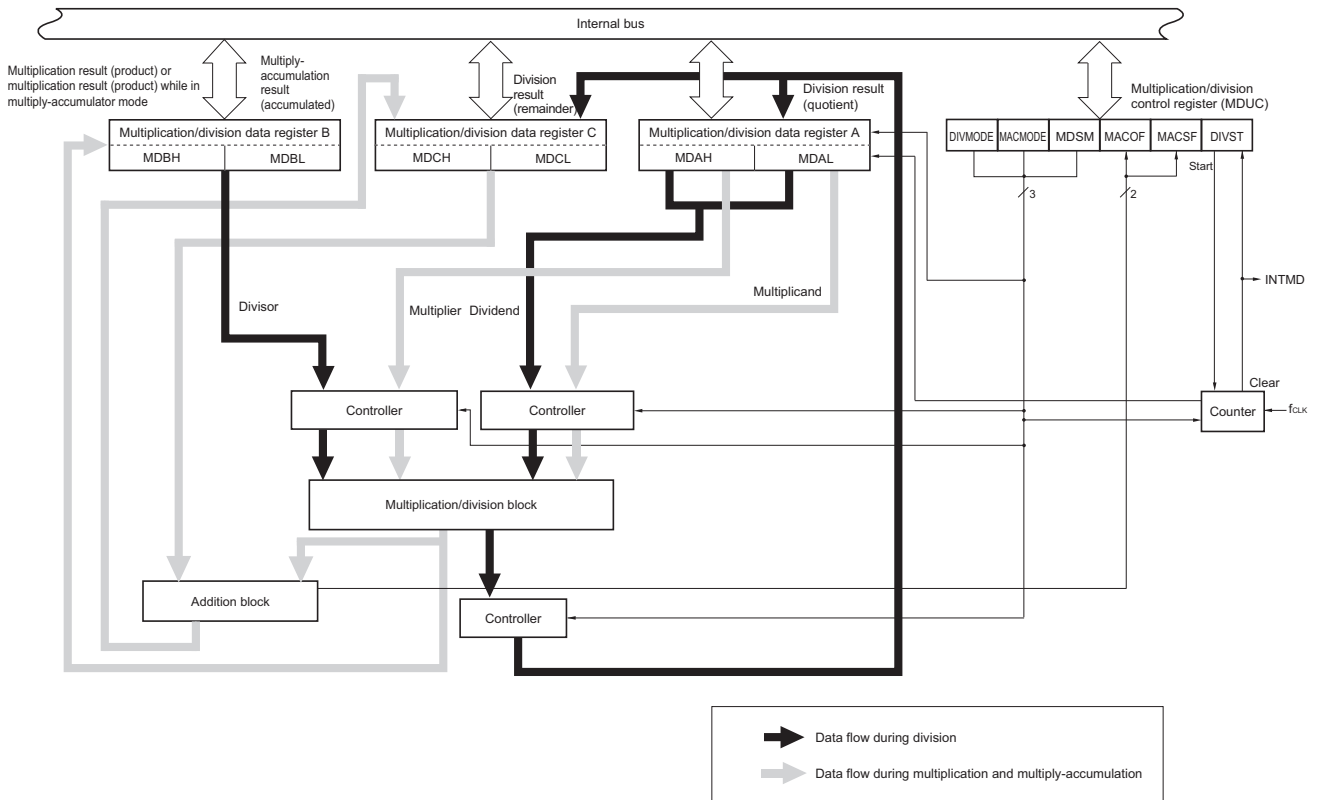 Internal bus
Multiplication result (product) or
multiplication result (product) while in
multiply-accumulator mode
Multiply-
accumulation
result
(accumulated)
Division
result
(remainder)
Division result
(quotient)
Multiplication/division
control register (MDUC)
Multiplication/division data register B
MDBH
MDBL
Multiplication/division data register C
MDCH
MDCL
Multiplication/division data register A
MDAH
MDAL
DIVMODE
MACMODE
MDSM
MACOF
MACSF
DIVST
Start
3
2
INTMD
Divisor
Multiplier
Dividend
Multiplicand
Clear
Controller
Controller
Counter
fCLK
Multiplication/division block
Addition block
Controller
Data flow during division
Data flow during multiplication and multiply-accumulation